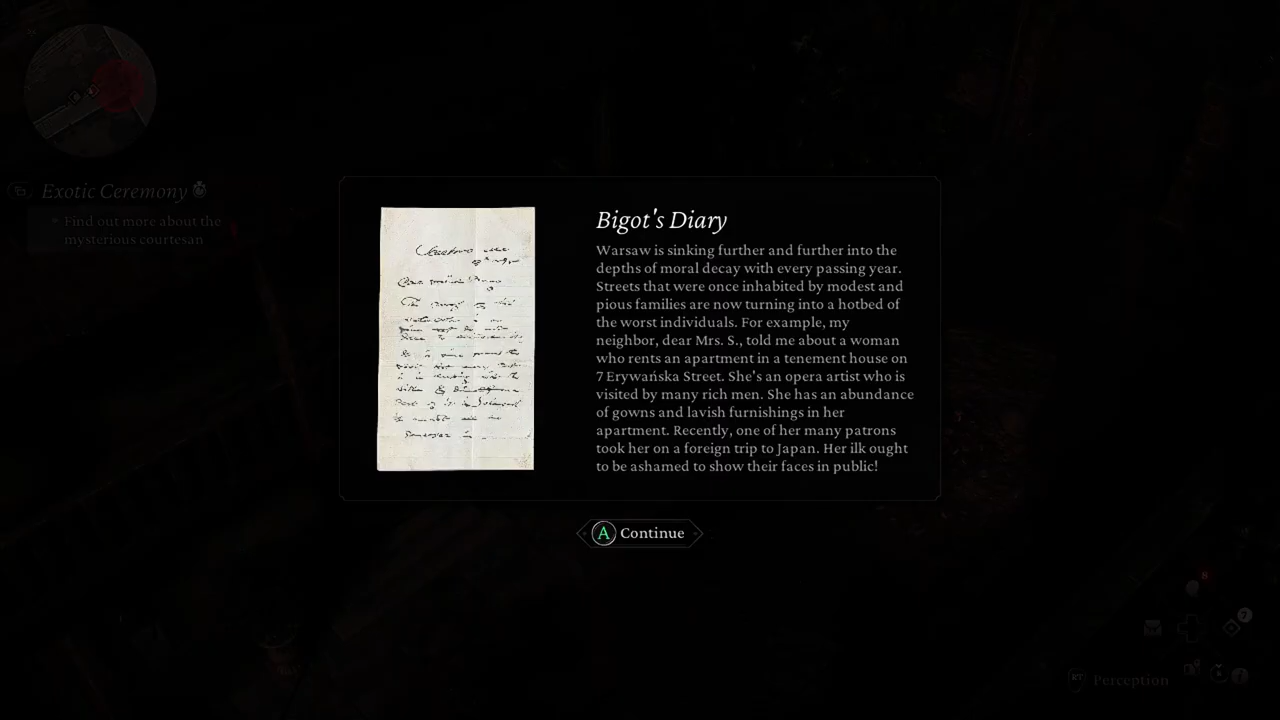 Exotic Ceremony
Find out more about the
mysterious courtesan
Bigot's Diary
Warsaw is sinking further and further into the
depths of moral decay with every passing year.
Streets that were once inhabited by modest and
pious families are now turning into a hotbed of
the worst individuals. For example, my
neighbor, dear Mrs. S., told me about a woman
who rents an apartment in a tenement house on
7 Erywańska Street. She's an opera artist who is
visited by many rich men. She has an abundance
of gowns and lavish furnishings in her
apartment. Recently, one of her many patrons
took her on a foreign trip to Japan. Her ilk ought
to be ashamed to show their faces in public!
A Continue
8
7
Perception